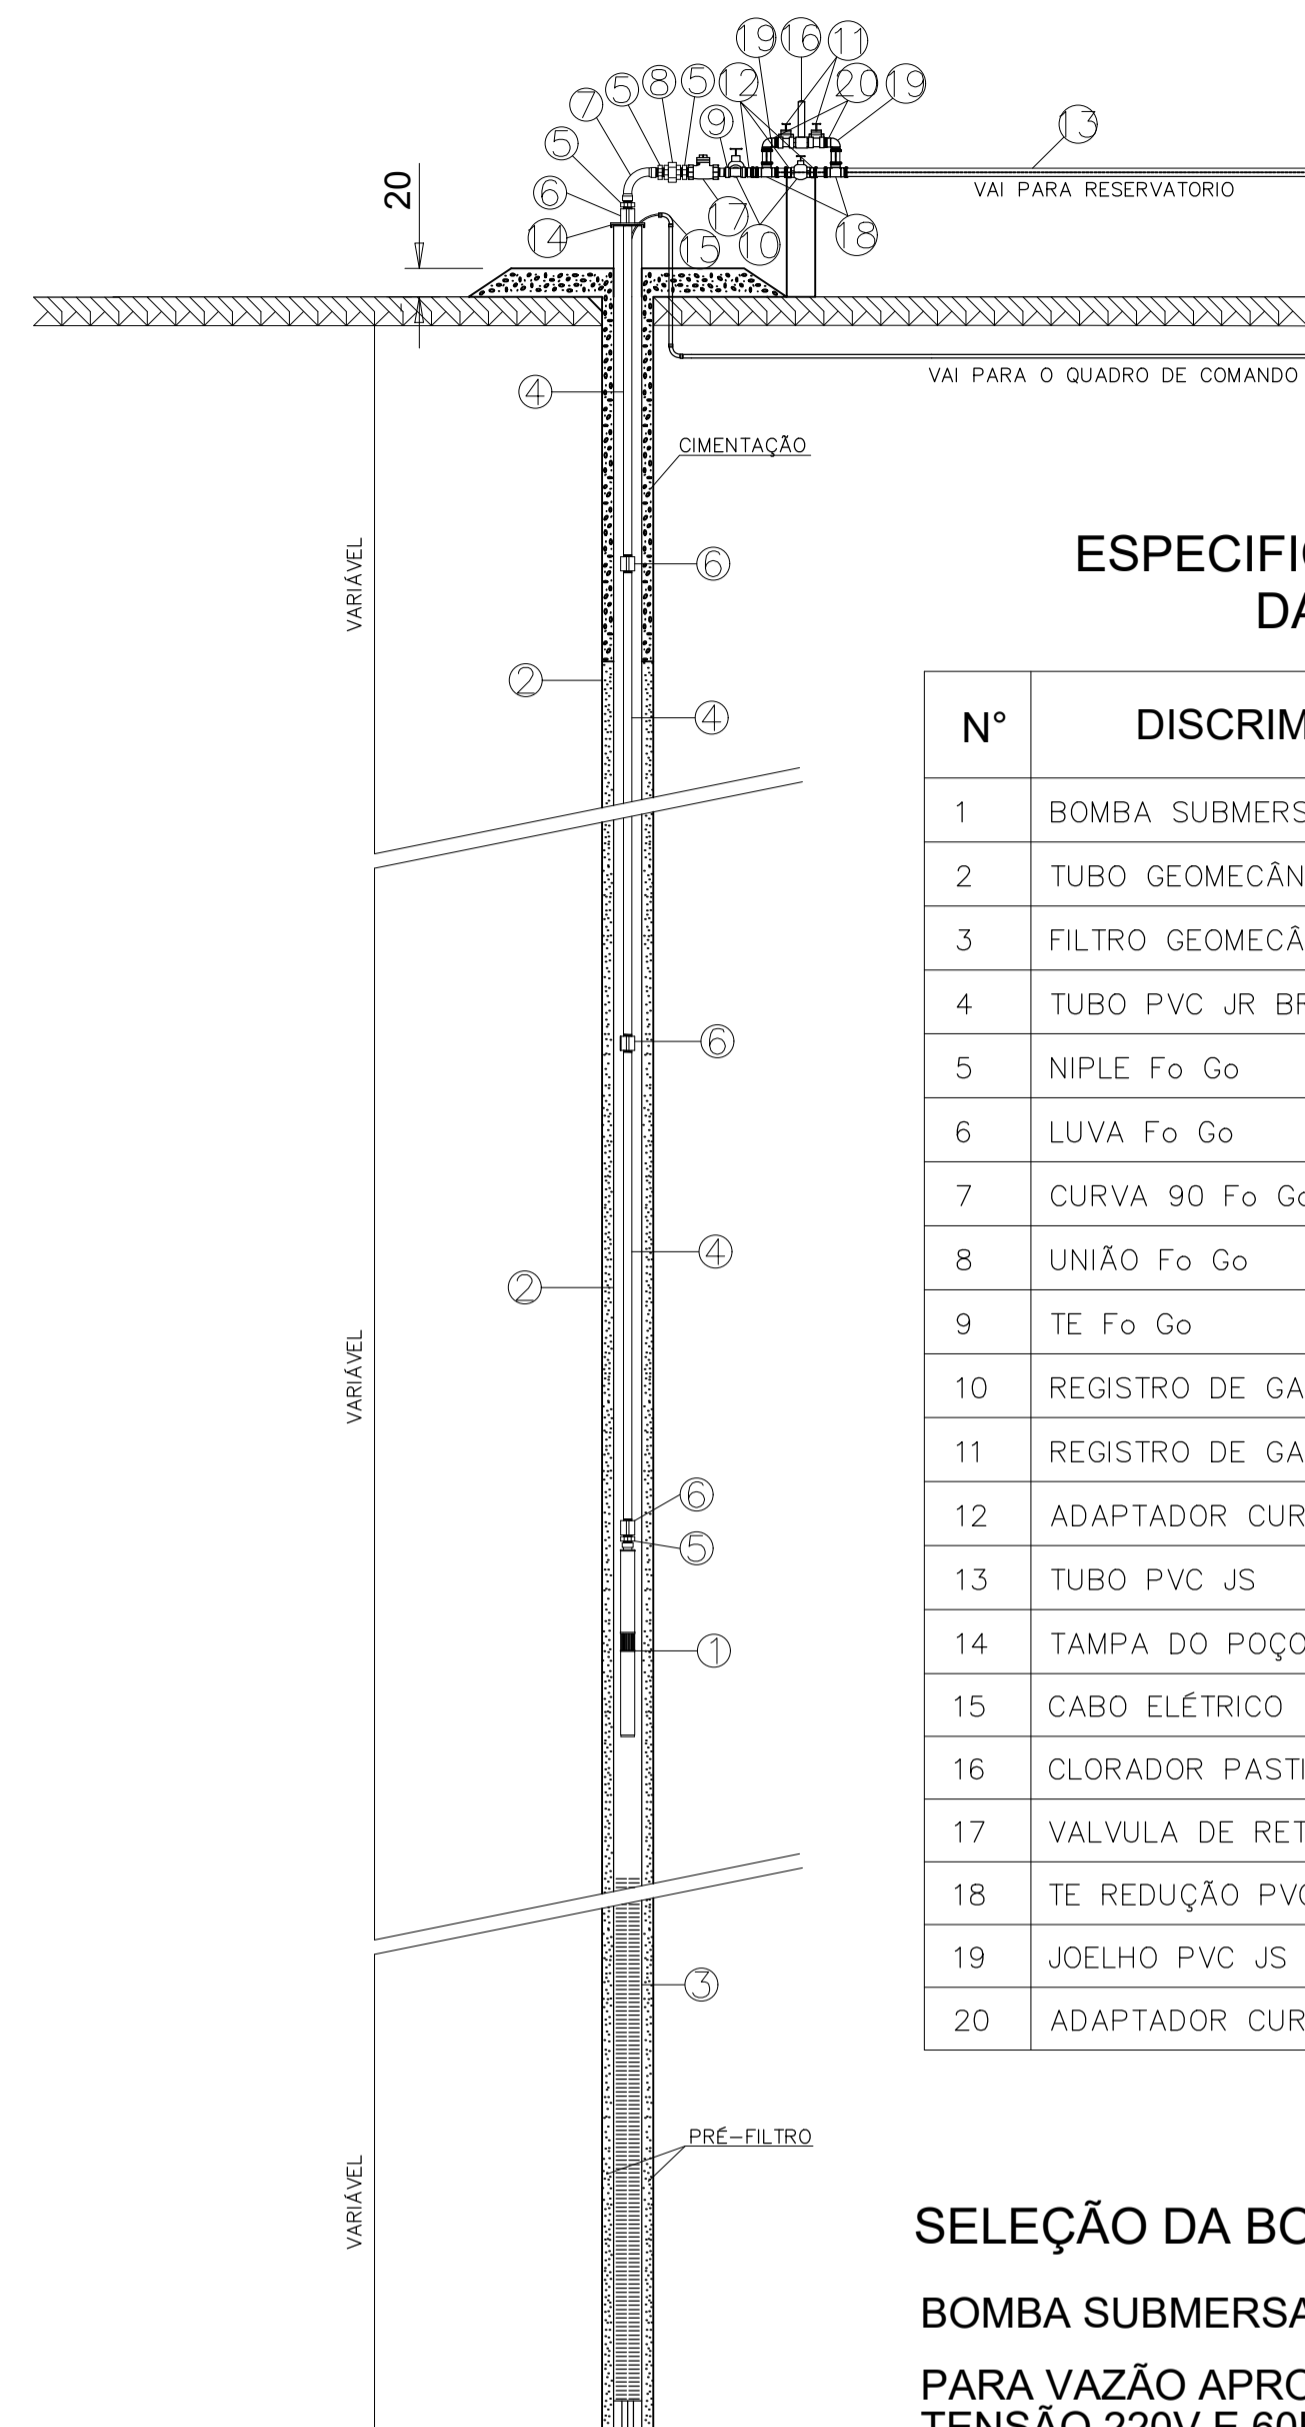 19 16 11
5 8 5 12 20 19
7 9 13
5
20 6 VAI PARA RESERVATORIO
14 17 15 10 18
VAI PARA O QUADRO DE COMANDO
4
CIMENTAÇÃO
VARIÁVEL
6
2
4
6
4
2
VARIÁVEL
6
5
1
3
PRÉ-FILTRO
VARIÁVEL
ESPECIFI
DA
N° DISCRIM
1 BOMBA SUBMERS
2 TUBO GEOMECÂN
3 FILTRO GEOMECÂ
4 TUBO PVC JR BR
5 NIPLE Fo Go
6 LUVA Fo Go
7 CURVA 90 Fo Go
8 UNIÃO Fo Go
9 TE Fo Go
10 REGISTRO DE GA
11 REGISTRO DE GA
12 ADAPTADOR CUR
13 TUBO PVC JS
14 TAMPA DO POÇO
15 CABO ELÉTRICO
16 CLORADOR PASTI
17 VALVULA DE RET
18 TE REDUÇÃO PVC
19 JOELHO PVC JS
20 ADAPTADOR CUR
SELEÇÃO DA BO
BOMBA SUBMERSA
PARA VAZÃO APRO
TENSÃO 220V E 60H